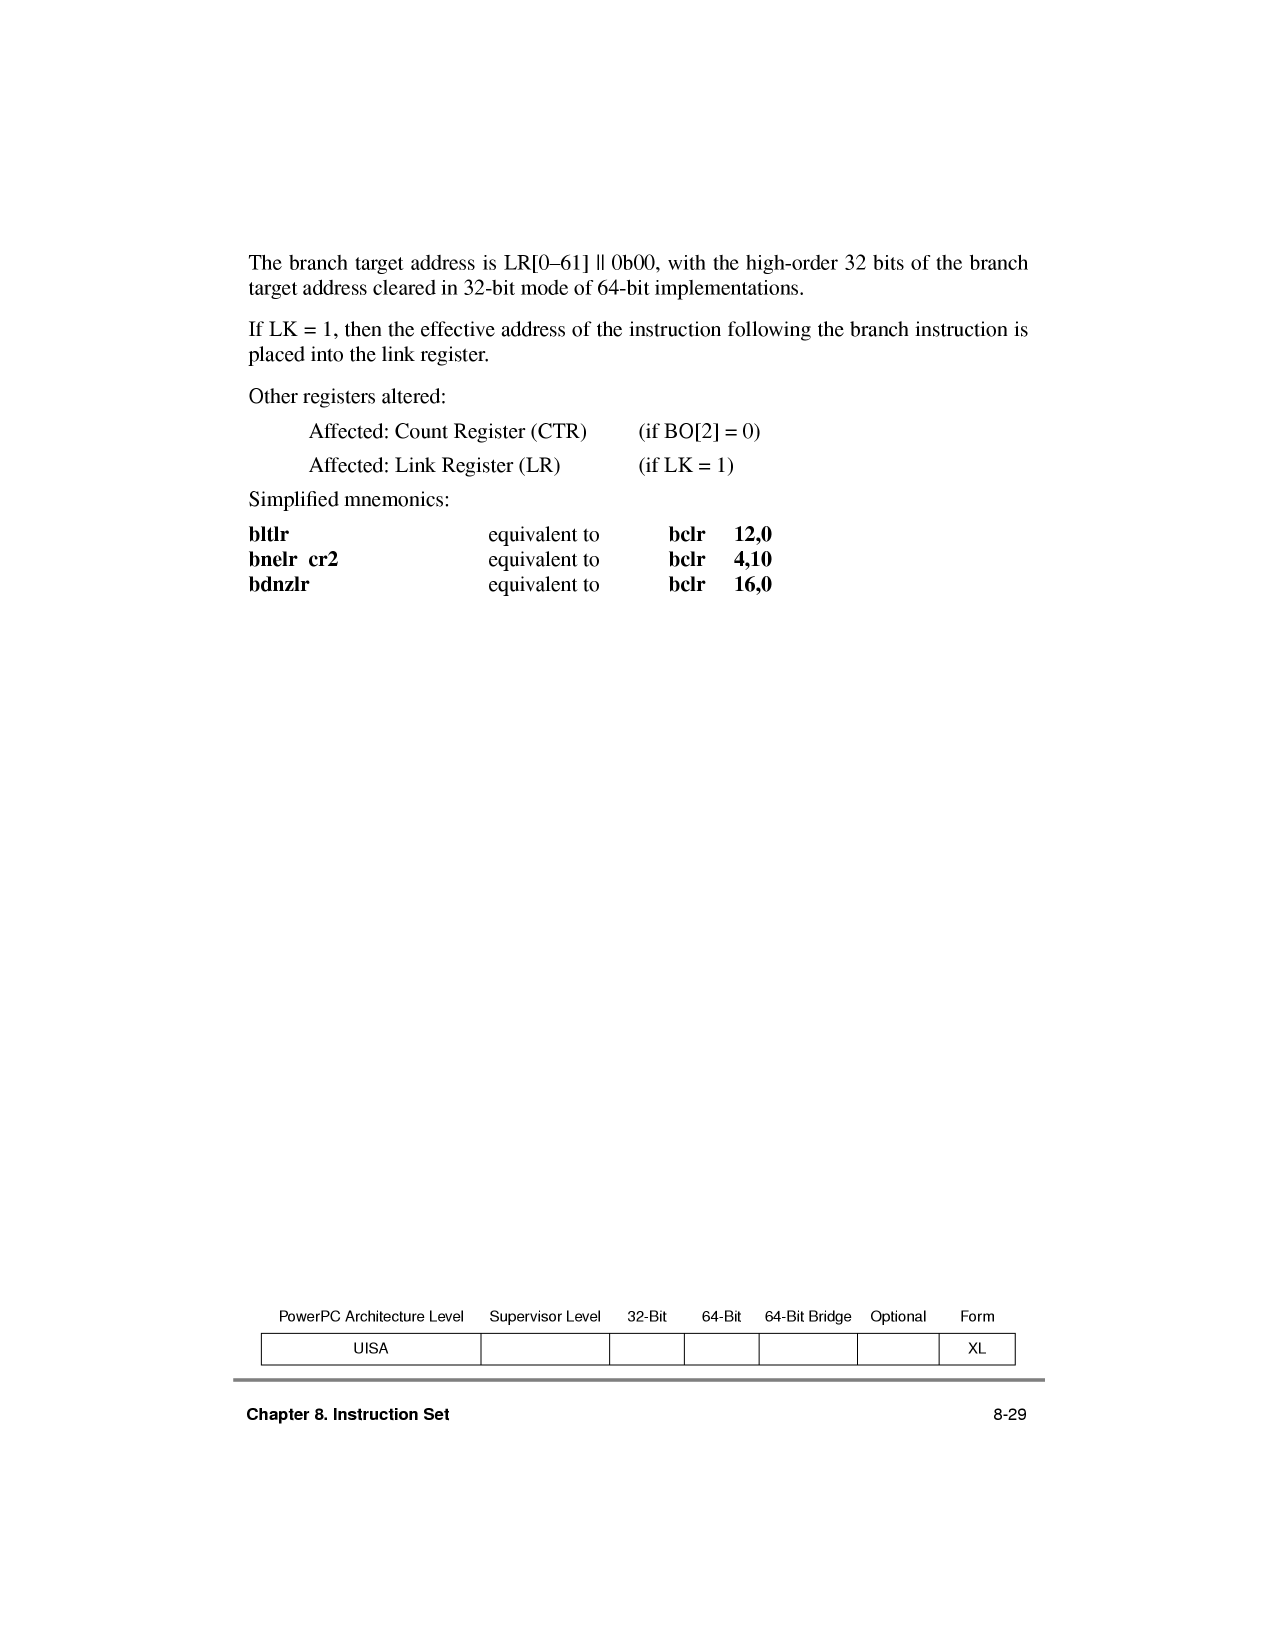 The branch target address is LR[0–61] || 0b00, with the high-order 32 bits of the branch
target address cleared in 32-bit mode of 64-bit implementations.
If LK = 1, then the effective address of the instruction following the branch instruction is
placed into the link register.
Other registers altered:
Affected: Count Register (CTR) (if BO[2] = 0)
Affected: Link Register (LR) (if LK = 1)
Simplified mnemonics:
bltlr equivalent to bclr 12,0
bnelr cr2 equivalent to bclr 4,10
bdnzlr equivalent to bclr 16,0
PowerPC Architecture Level Supervisor Level 32-Bit 64-Bit 64-Bit Bridge Optional Form
UISA XL
Chapter 8. Instruction Set 8-29